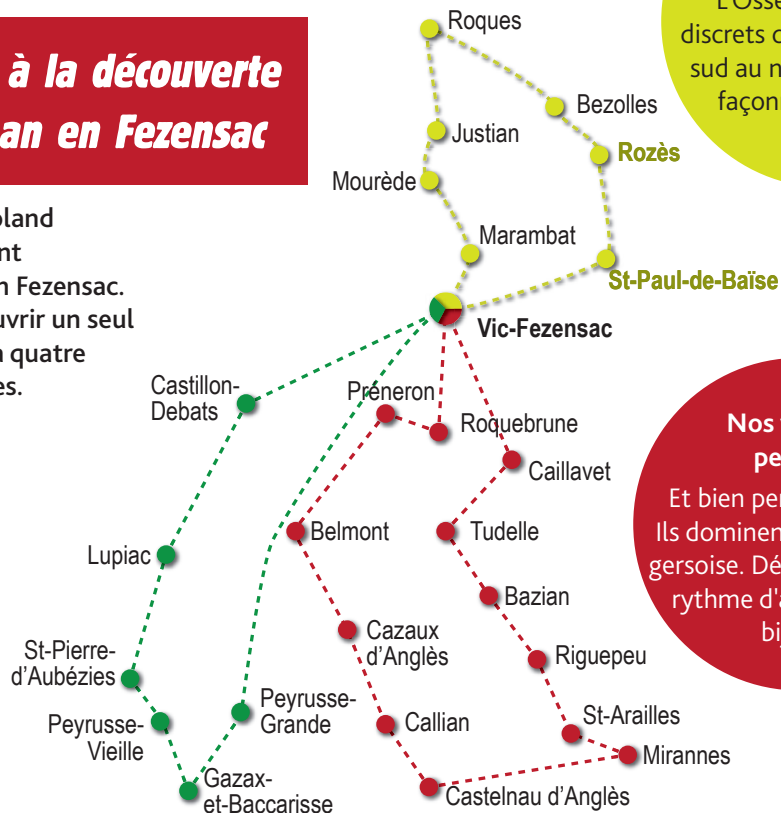 à la découverte
an en Fezensac
oland
nt
n Fezensac.
uvrir un seul
quatre
es.
L'Osse
discrets d
sud au n
façon
Roques
Bezolles
Justian
Rozès
Mourède
Marambat
St-Paul-de-Baïse
Vic-Fezensac
Castillon-
Debats
Préneron
Roquebrune
Caillavet
Nos
pe
Et bien per
Ils dominen
gersoise. Dé
rythme d'a
bij
Belmont
Tudelle
Lupiac
Bazian
Cazaux
d'Anglès
Riguepeu
St-Pierre-
d'Aubézies
Peyrusse-
Grande
Peyrusse-
Vieille
Callian
St-Arailles
Mirannes
Gazax-
et-Baccarisse
Castelnau d'Anglès